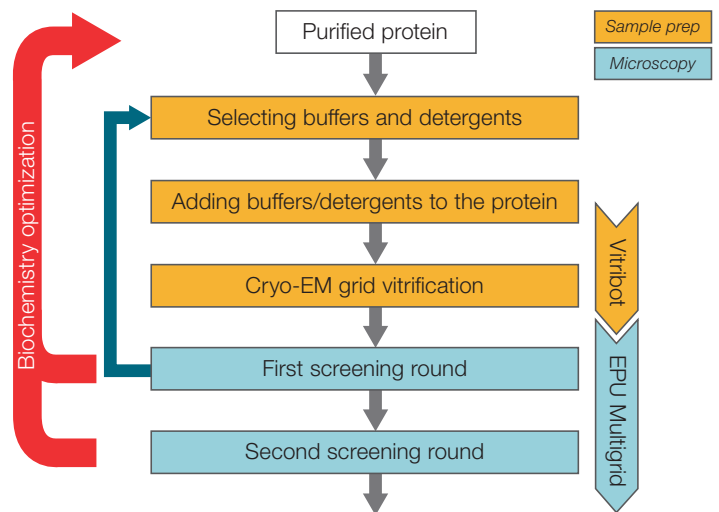 Purified protein
Sample prep
Microscopy
Selecting buffers and detergents
Adding buffers/detergents to the protein
Cryo-EM grid vitrification
First screening round
Second screening round
Biochemistry optimization
Vitribot
EPU Multigrid